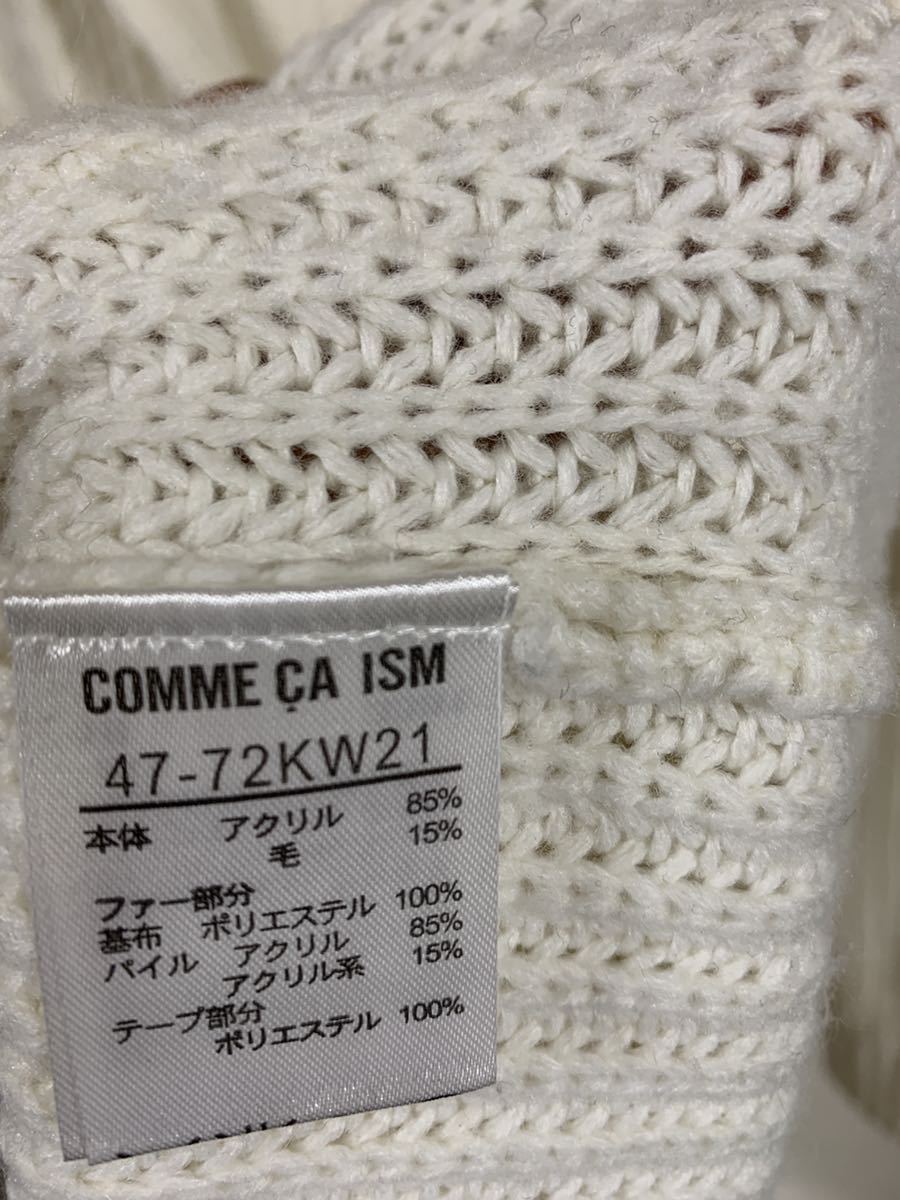 COMME ÇA ISM
47-72KW21
本体 アクリル 85%
毛 15%
ファー部分
基布 ポリエステル 100%
パイル アクリル 85%
アクリル系 15%
テープ部分
ポリエステル 100%